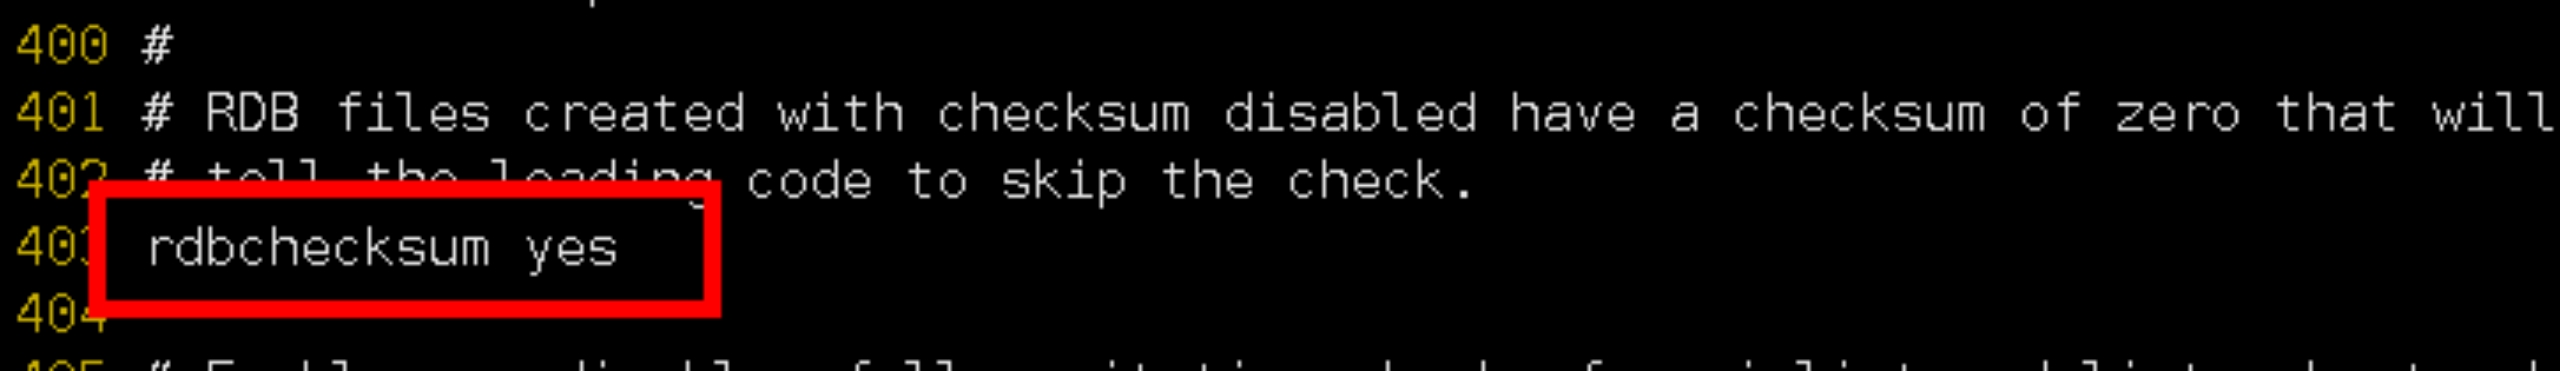 400 #
401 # RDB files created with checksum disabled have a checksum of zero that will
402 # tell the loading code to skip the check.
403 rdbchecksum yes
404